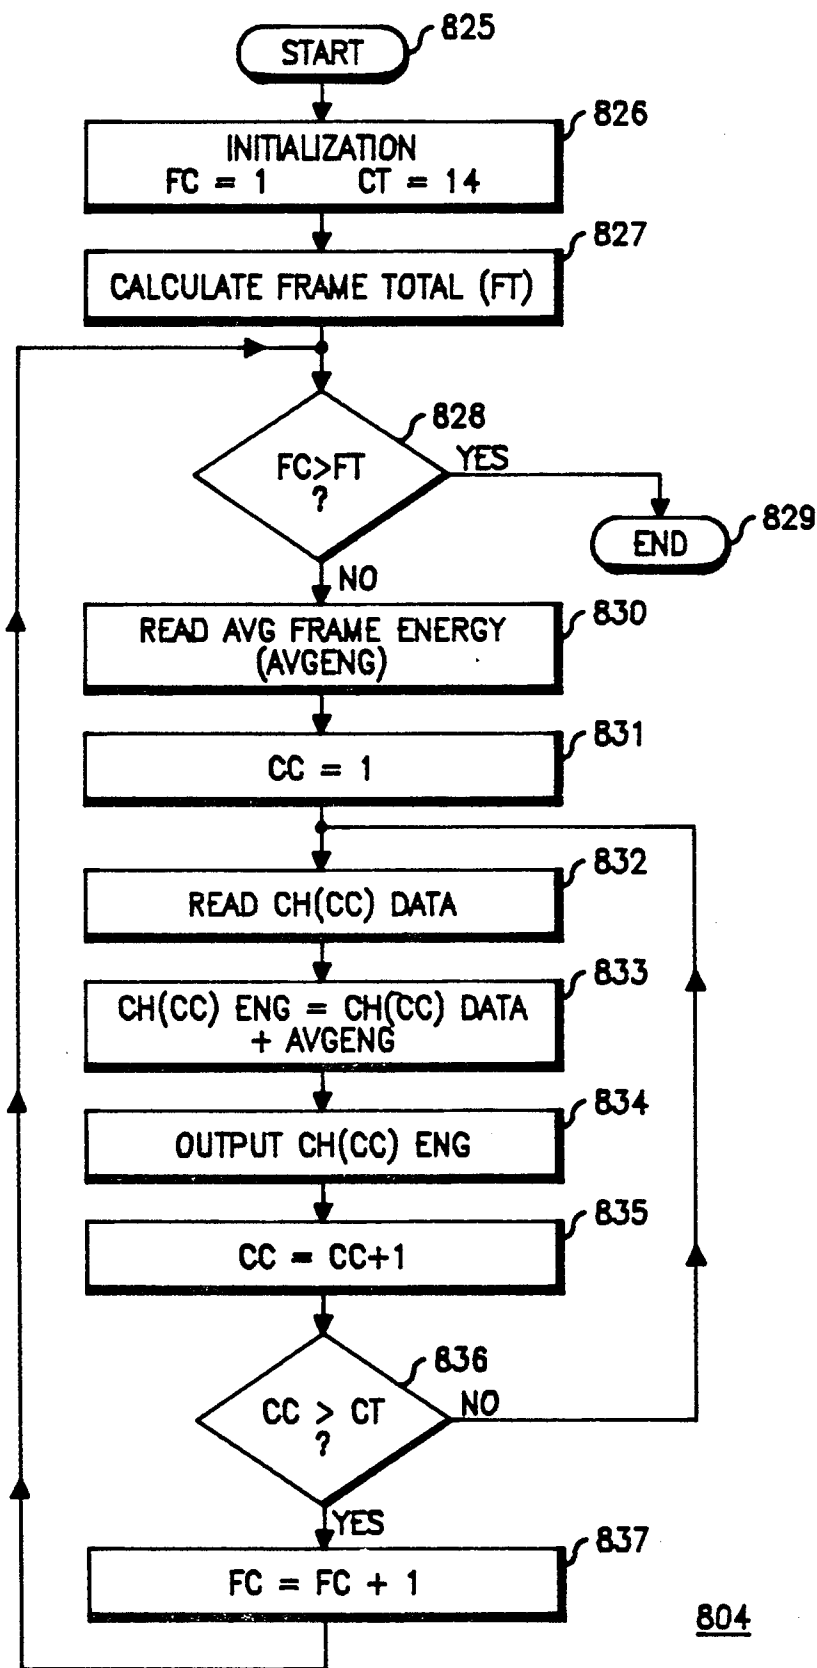 START
825
INITIALIZATION
FC = 1 CT = 14
826
CALCULATE FRAME TOTAL (FT)
827
FC>FT
?
828
YES
END
829
NO
READ AVG FRAME ENERGY
(AVGENG)
830
CC = 1
831
READ CH(CC) DATA
832
CH(CC) ENG = CH(CC) DATA
+ AVGENG
833
OUTPUT CH(CC) ENG
834
CC = CC+1
835
CC > CT
?
836
NO
YES
FC = FC + 1
837
804